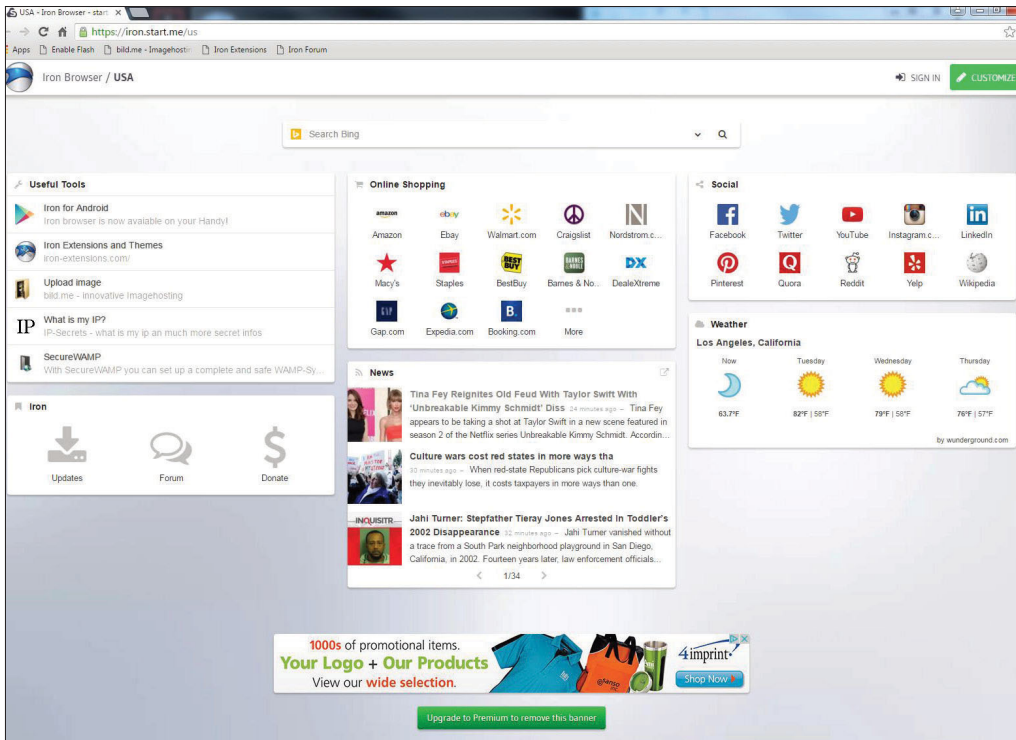 USA - Iron Browser - start
https://iron.start.me/us
Apps Enable Flash bild.me - Imagehostin Iron Extensions Iron Forum
Iron Browser / USA
SIGN IN
CUSTOMIZE
Search Bing
Useful Tools
Iron for Android
Iron browser is now avaiable on your Handy!
Iron Extensions and Themes
iron-extensions.com/
Upload image
bild.me - innovative Imagehosting
IP
What is my IP?
IP-Secrets - what is my ip an much more secret infos
SecureWAMP
With SecureWAMP you can set up a complete and safe WAMP-Sy...
Iron
Updates Forum Donate
Online Shopping
amazon ebay N
Amazon Ebay Walmart.com Craigslist Nordstrom.c...
STAPLES BEST BUY BARNES & NOBLE DX
Macy's Staples BestBuy Barnes & No... DealeXtreme
GAP B.
Gap.com Expedia.com Booking.com More
News
Tina Fey Reignites Old Feud With Taylor Swift With
'Unbreakable Kimmy Schmidt' Diss 24 minutes ago – Tina Fey
appears to be taking a shot at Taylor Swift in a new scene featured in
season 2 of the Netflix series Unbreakable Kimmy Schmidt. Accordin...
Culture wars cost red states in more ways tha
30 minutes ago – When red-state Republicans pick culture-war fights
they inevitably lose, it costs taxpayers in more ways than one.
INQUISITR
Jahi Turner: Stepfather Tieray Jones Arrested In Toddler's
2002 Disappearance 32 minutes ago – Jahi Turner vanished without
a trace from a South Park neighborhood playground in San Diego,
California, in 2002. Fourteen years later, law enforcement officials...
1/34
Social
Facebook Twitter YouTube Instagram.c... LinkedIn
Pinterest Quora Reddit Yelp Wikipedia
Weather
Los Angeles, California
Now Tuesday Wednesday Thursday
63.7°F 82°F | 58°F 79°F | 58°F 76°F | 57°F
by wunderground.com
1000s of promotional items.
Your Logo + Our Products
View our wide selection.
4imprint
Shop Now
Upgrade to Premium to remove this banner